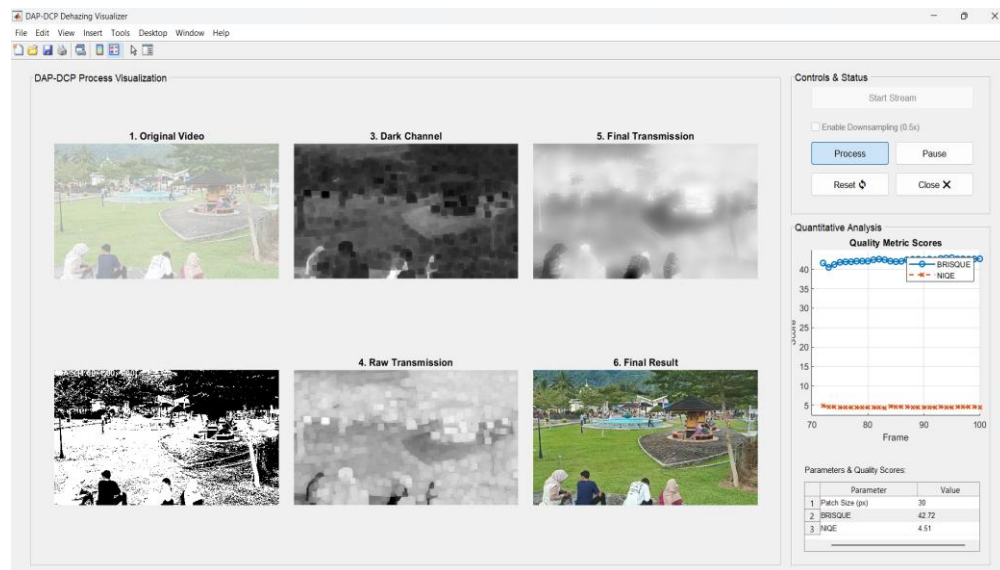 DAP-DCP Dehazing Visualizer
File Edit View Insert Tools Desktop Window Help
DAP-DCP Process Visualization
1. Original Video
3. Dark Channel
5. Final Transmission
4. Raw Transmission
6. Final Result
Controls & Status
Start Stream
Enable Downsampling (0.5x)
Process
Pause
Reset
Close
Quantitative Analysis
Quality Metric Scores
BRISQUE
NIQE
40
35
30
25
20
15
10
5
Score
70 80 90 100
Frame
Parameters & Quality Scores:
Parameter Value
1 Patch Size (px) 30
2 BRISQUE 42.72
3 NIQE 4.51